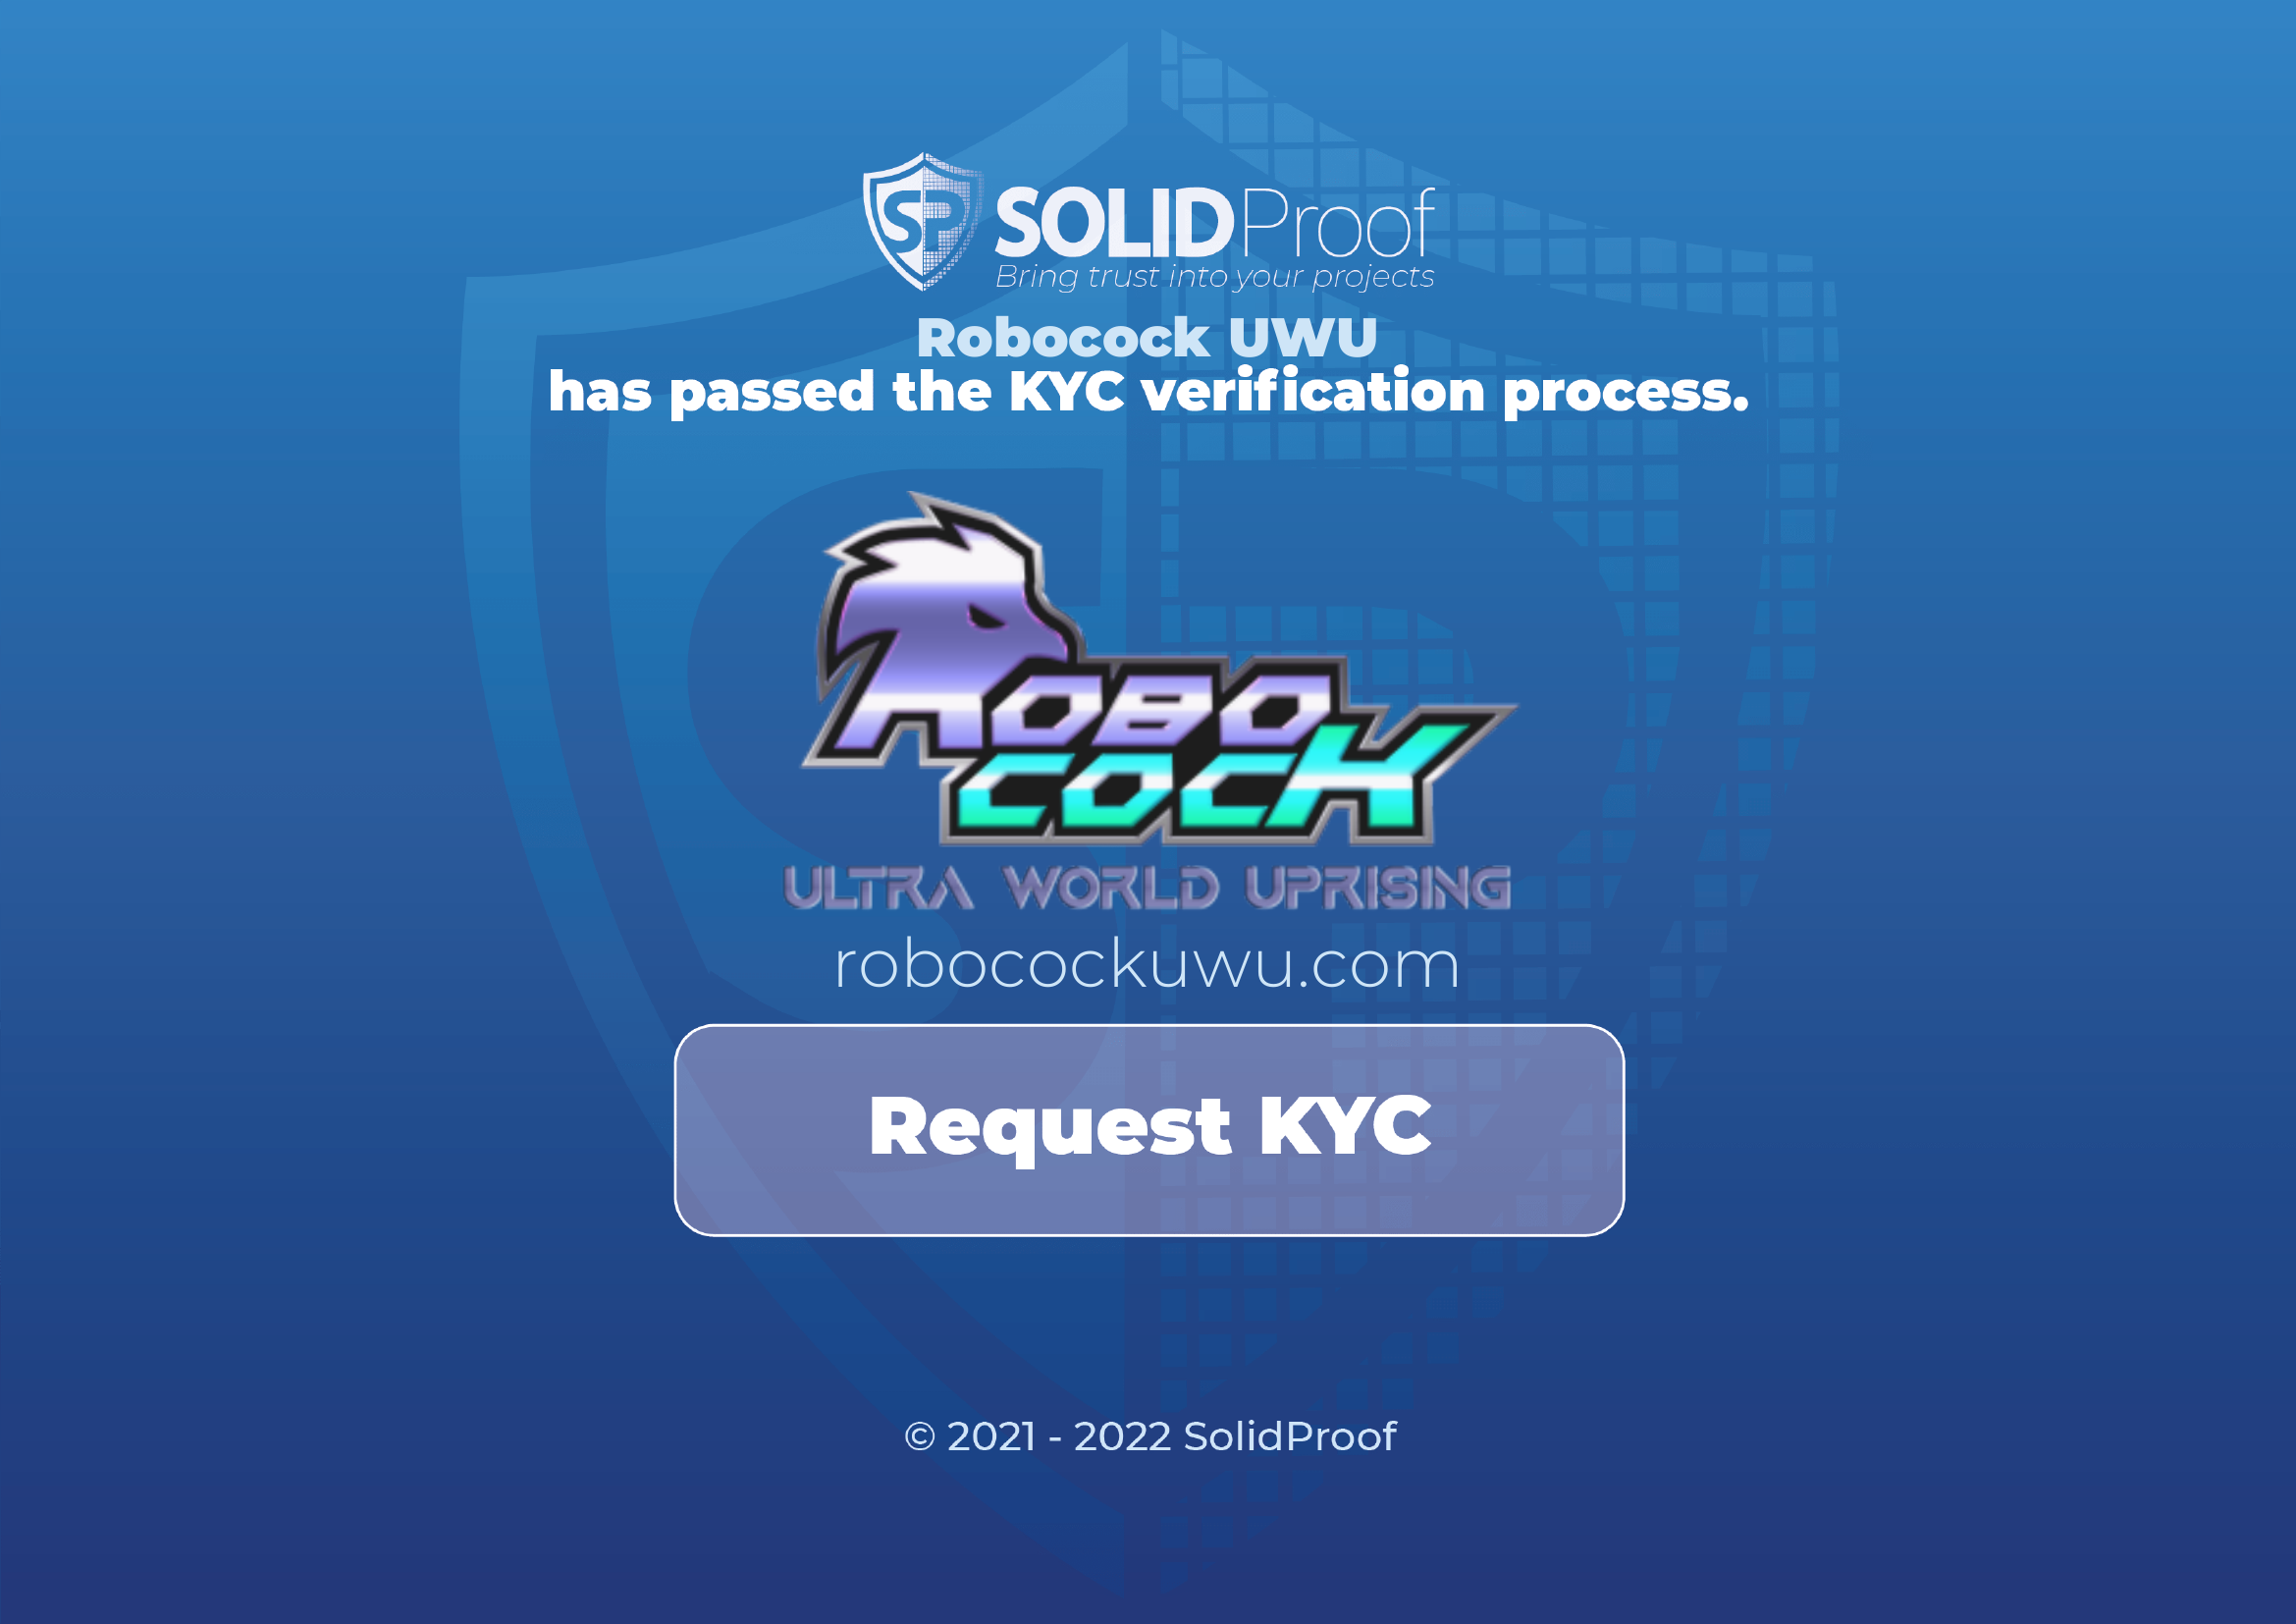 SP SOLIDProof
Bring trust into your projects
Robocock UWU
has passed the KYC verification process.
ROBO
COCK
ULTRA WORLD UPRISING
robocockuwu.com
Request KYC
© 2021 - 2022 SolidProof